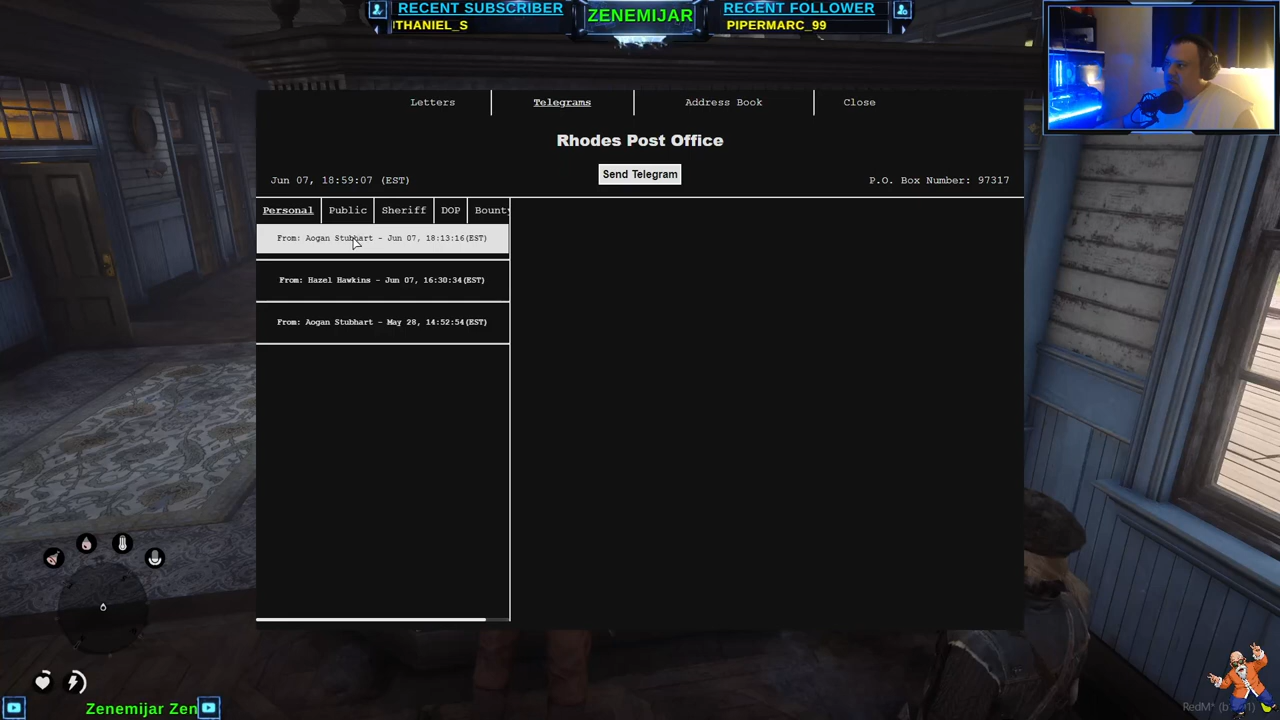 RECENT SUBSCRIBER
ITHANIEL_S
ZENEMIJAR
RECENT FOLLOWER
PIPERMARC_99
Letters
Telegrams
Address Book
Close
Rhodes Post Office
Jun 07, 18:59:07 (EST)
Send Telegram
P.O. Box Number: 97317
Personal
Public
Sheriff
DOP
Bounty
From: Aogan Stubhart - Jun 07, 18:13:16(EST)
From: Hazel Hawkins - Jun 07, 16:30:34(EST)
From: Aogan Stubhart - May 28, 14:52:54(EST)
Zenemijar Zen
RedM*